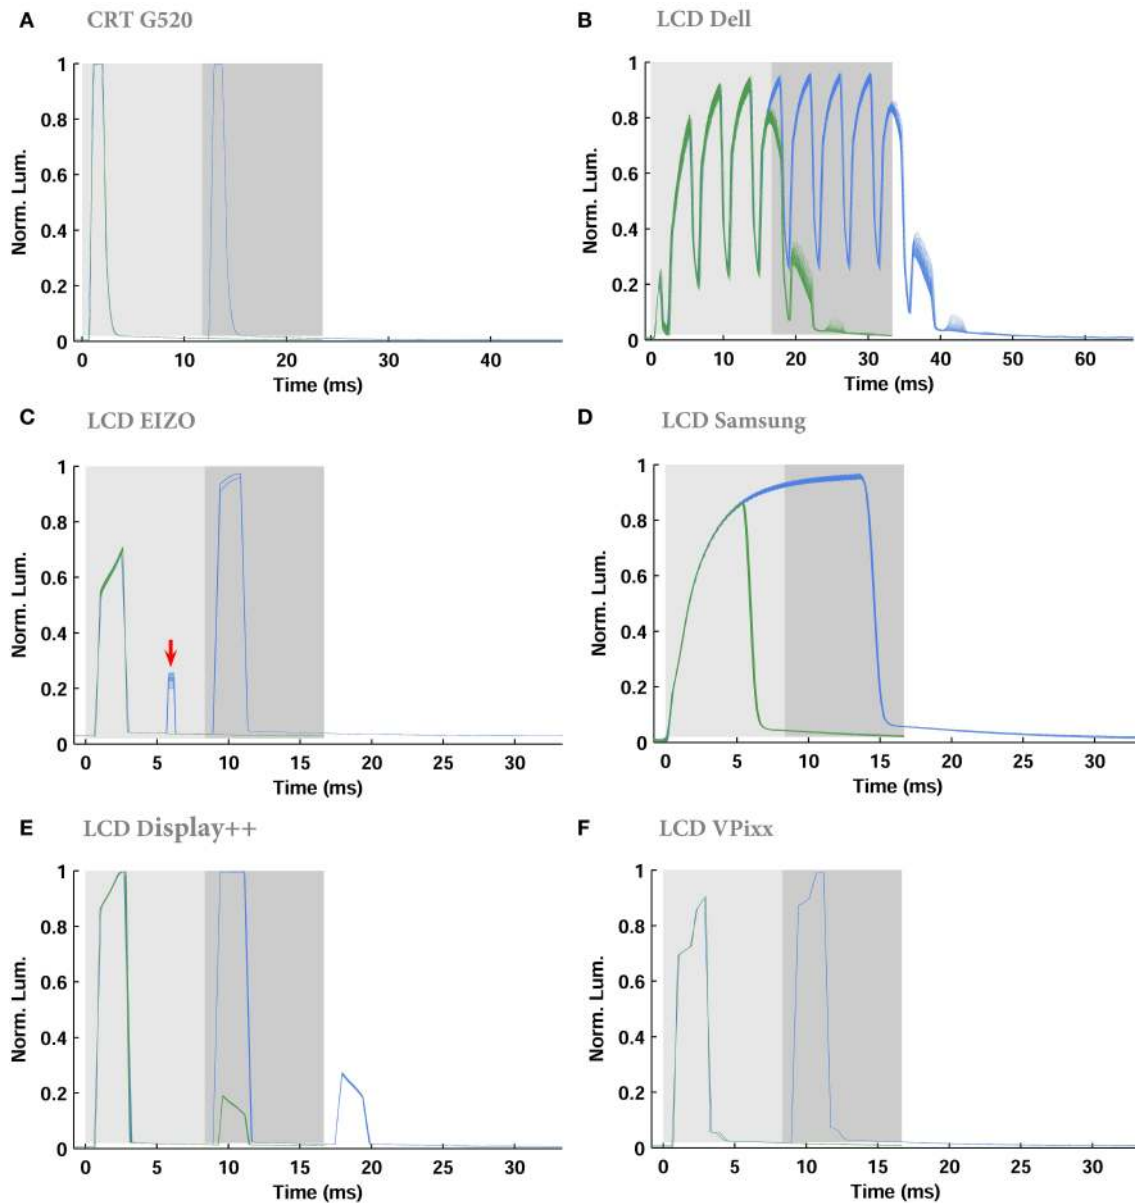 A CRT G520
Norm. Lum.
1
0.8
0.6
0.4
0.2
0
0 10 20 30 40
Time (ms)
B LCD Dell
Norm. Lum.
1
0.8
0.6
0.4
0.2
0
0 10 20 30 40 50 60
Time (ms)
C LCD EIZO
Norm. Lum.
1
0.8
0.6
0.4
0.2
0
0 5 10 15 20 25 30
Time (ms)
D LCD Samsung
Norm. Lum.
1
0.8
0.6
0.4
0.2
0
0 5 10 15 20 25 30
Time (ms)
E LCD Display++
Norm. Lum.
1
0.8
0.6
0.4
0.2
0
0 5 10 15 20 25 30
Time (ms)
F LCD VPixx
Norm. Lum.
1
0.8
0.6
0.4
0.2
0
0 5 10 15 20 25 30
Time (ms)